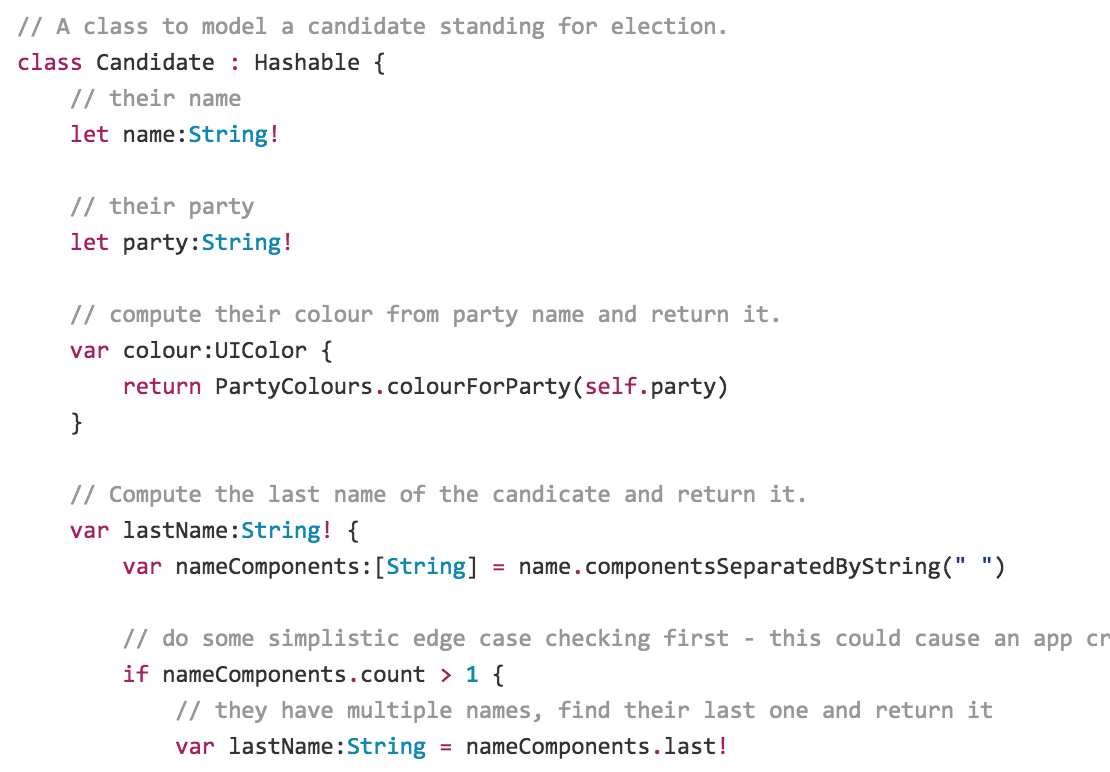 // A class to model a candidate standing for election.
class Candidate : Hashable {
    // their name
    let name:String!

    // their party
    let party:String!

    // compute their colour from party name and return it.
    var colour:UIColor {
        return PartyColours.colourForParty(self.party)
    }

    // Compute the last name of the candicate and return it.
    var lastName:String! {
        var nameComponents:[String] = name.componentsSeparatedByString(" ")

        // do some simplistic edge case checking first - this could cause an app cr
        if nameComponents.count > 1 {
            // they have multiple names, find their last one and return it
            var lastName:String = nameComponents.last!